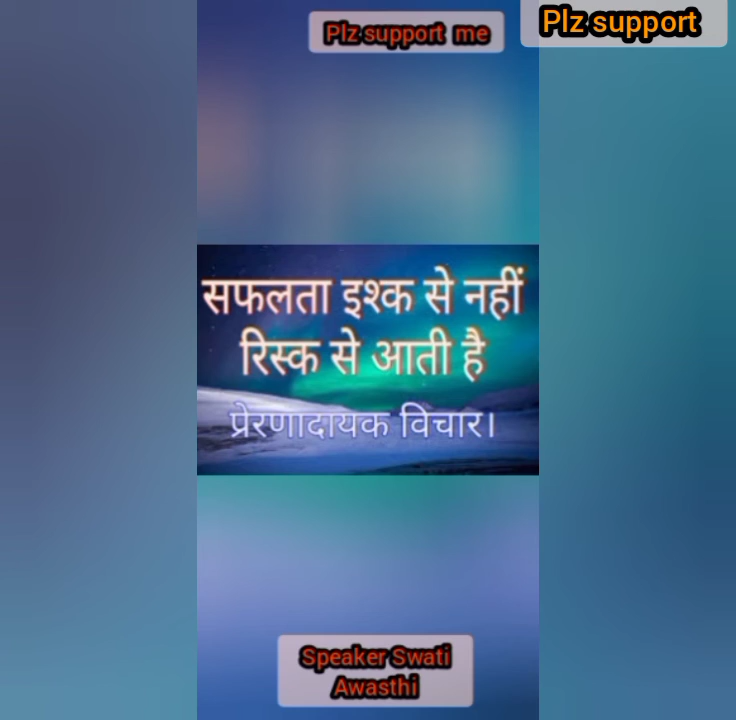 Plz support me
Plz support
सफलता इश्क से नहीं
रिस्क से आती है
प्रेरणादायक विचार।
Speaker Swati
Awasthi